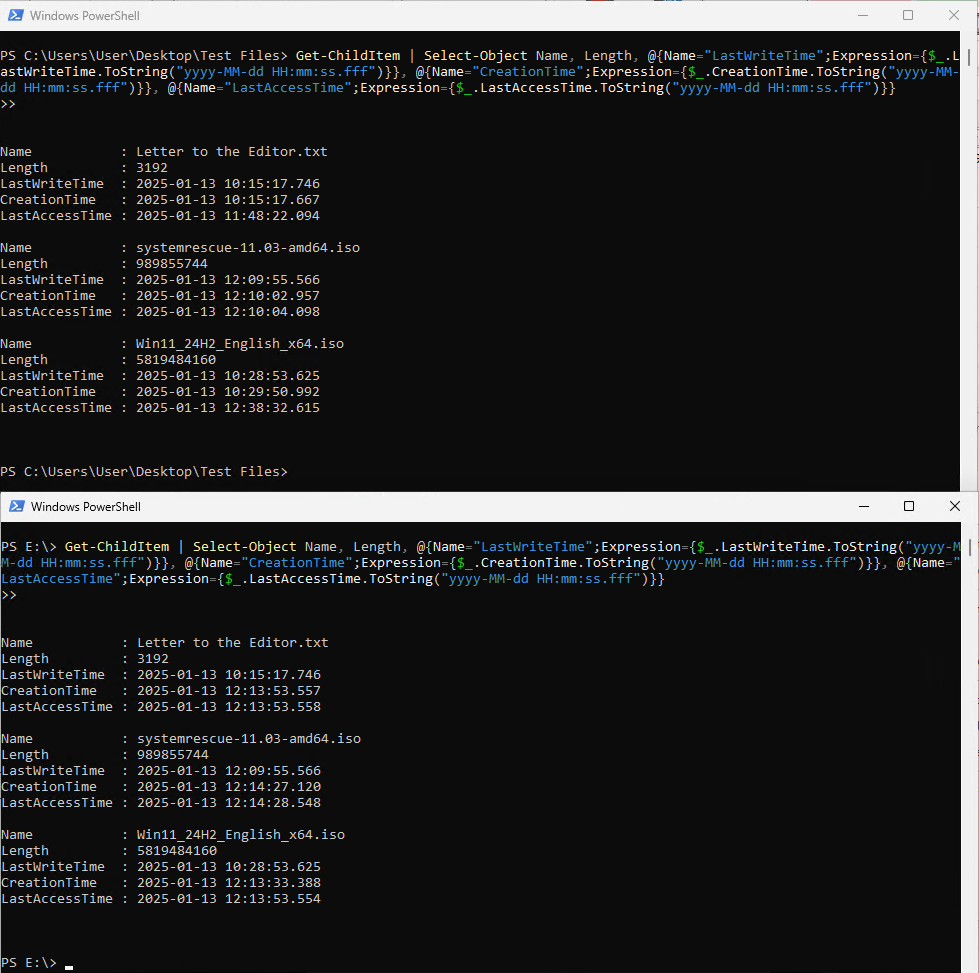 Windows PowerShell
PS C:\Users\User\Desktop\Test Files> Get-ChildItem | Select-Object Name, Length, @{Name="LastWriteTime";Expression={$_.L
astWriteTime.ToString("yyyy-MM-dd HH:mm:ss.fff")}}, @{Name="CreationTime";Expression={$_.CreationTime.ToString("yyyy-MM-
dd HH:mm:ss.fff")}}, @{Name="LastAccessTime";Expression={$_.LastAccessTime.ToString("yyyy-MM-dd HH:mm:ss.fff")}}
>>
Name           : Letter to the Editor.txt
Length         : 3192
LastWriteTime  : 2025-01-13 10:15:17.746
CreationTime   : 2025-01-13 10:15:17.667
LastAccessTime : 2025-01-13 11:48:22.094
Name           : systemrescue-11.03-amd64.iso
Length         : 989855744
LastWriteTime  : 2025-01-13 12:09:55.566
CreationTime   : 2025-01-13 12:10:02.957
LastAccessTime : 2025-01-13 12:10:04.098
Name           : Win11_24H2_English_x64.iso
Length         : 5819484160
LastWriteTime  : 2025-01-13 10:28:53.625
CreationTime   : 2025-01-13 10:29:50.992
LastAccessTime : 2025-01-13 12:38:32.615
PS C:\Users\User\Desktop\Test Files>
Windows PowerShell
PS E:\> Get-ChildItem | Select-Object Name, Length, @{Name="LastWriteTime";Expression={$_.LastWriteTime.ToString("yyyy-M
M-dd HH:mm:ss.fff")}}, @{Name="CreationTime";Expression={$_.CreationTime.ToString("yyyy-MM-dd HH:mm:ss.fff")}}, @{Name="
LastAccessTime";Expression={$_.LastAccessTime.ToString("yyyy-MM-dd HH:mm:ss.fff")}}
>>
Name           : Letter to the Editor.txt
Length         : 3192
LastWriteTime  : 2025-01-13 10:15:17.746
CreationTime   : 2025-01-13 12:13:53.557
LastAccessTime : 2025-01-13 12:13:53.558
Name           : systemrescue-11.03-amd64.iso
Length         : 989855744
LastWriteTime  : 2025-01-13 12:09:55.566
CreationTime   : 2025-01-13 12:14:27.120
LastAccessTime : 2025-01-13 12:14:28.548
Name           : Win11_24H2_English_x64.iso
Length         : 5819484160
LastWriteTime  : 2025-01-13 10:28:53.625
CreationTime   : 2025-01-13 12:13:33.388
LastAccessTime : 2025-01-13 12:13:53.554
PS E:\>